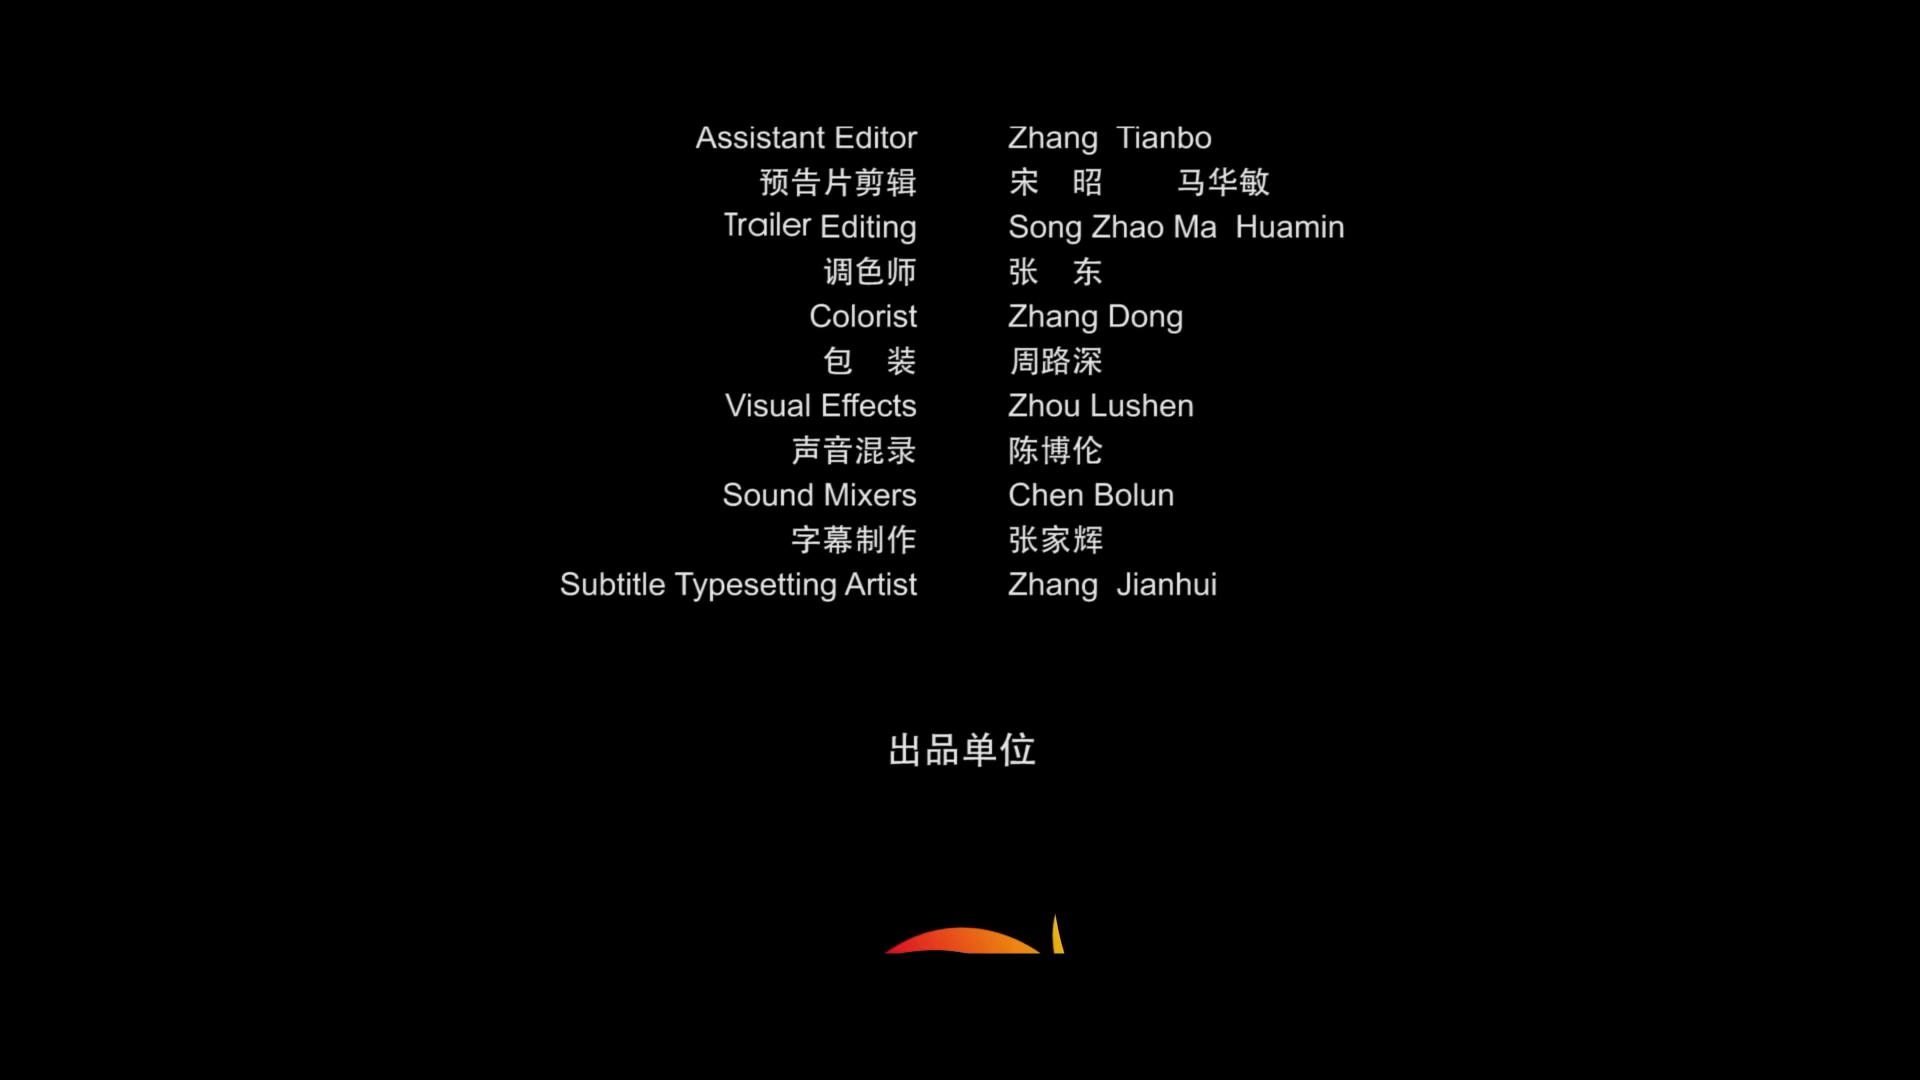 Assistant Editor Zhang Tianbo
预告片剪辑 宋 昭 马华敏
Trailer Editing Song Zhao Ma Huamin
调色师 张 东
Colorist Zhang Dong
包 装 周路深
Visual Effects Zhou Lushen
声音混录 陈博伦
Sound Mixers Chen Bolun
字幕制作 张家辉
Subtitle Typesetting Artist Zhang Jianhui
出品单位